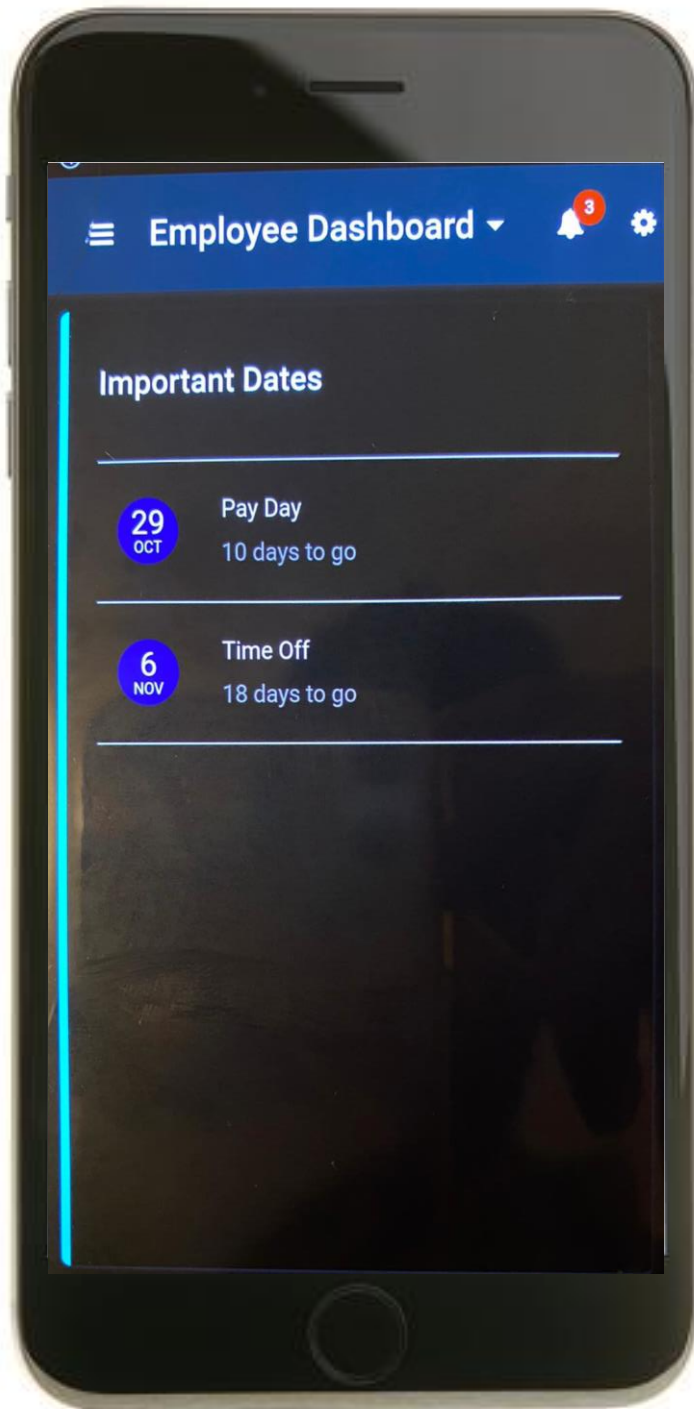 Employee Dashboard
3
Important Dates
29
OCT
Pay Day
10 days to go
6
NOV
Time Off
18 days to go